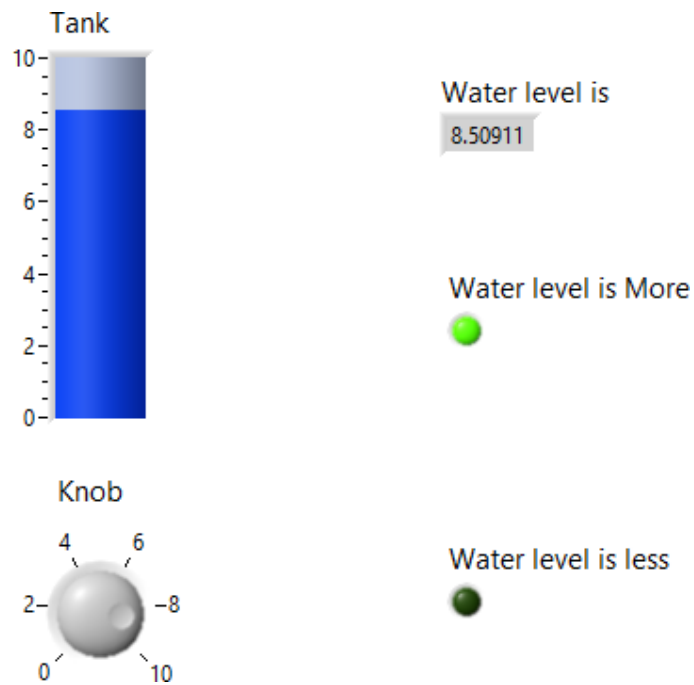 Tank
10
8
6
4
2
0
Water level is
8.50911
Water level is More
Knob
4 6
2 8
0 10
Water level is less